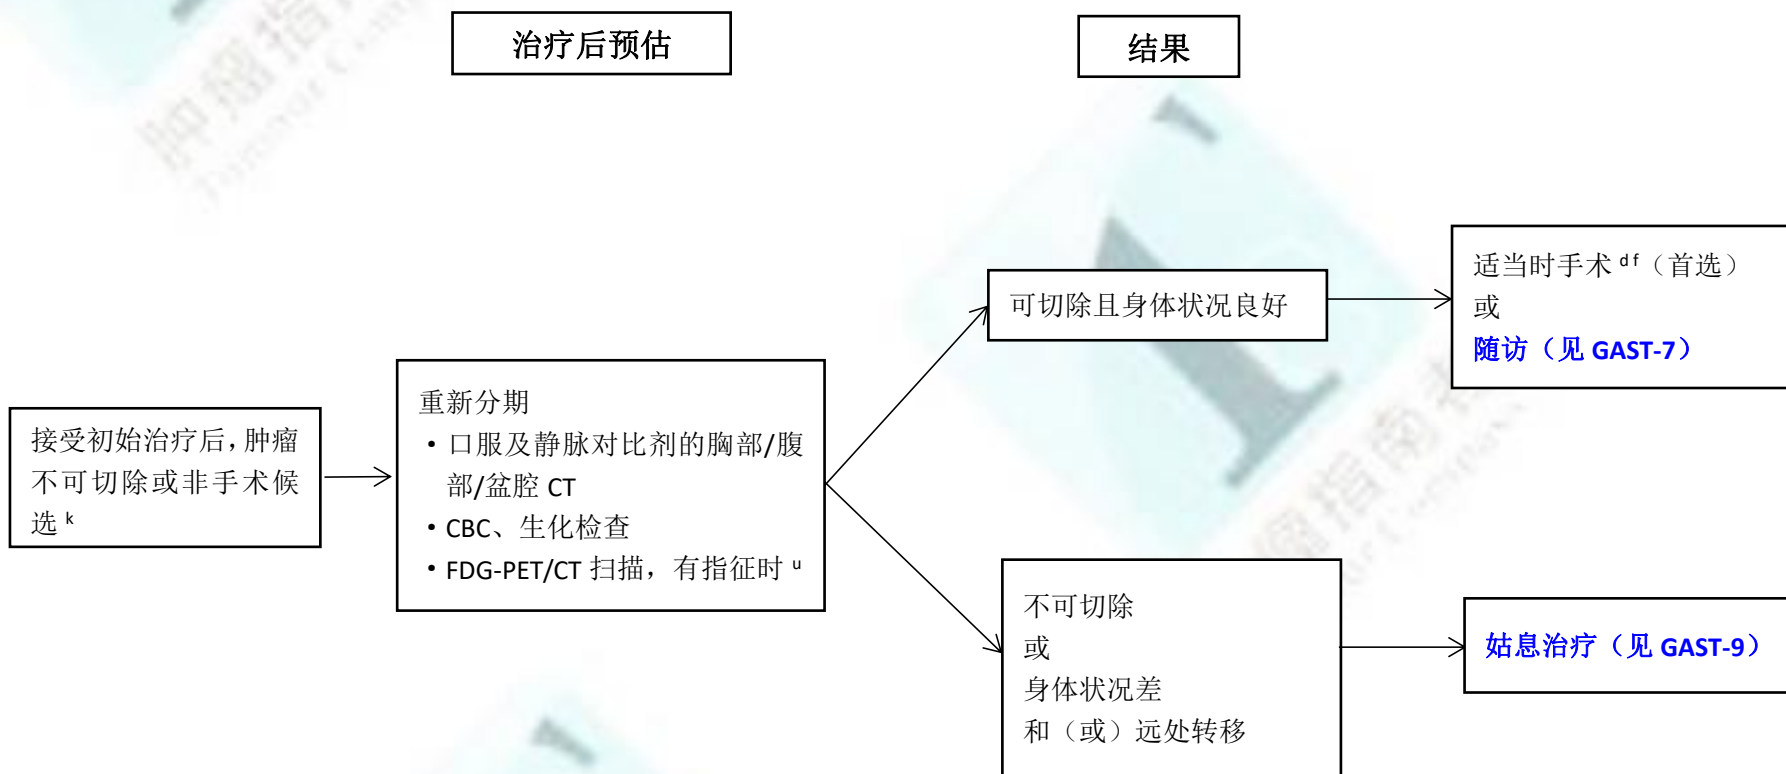 治疗后预估
结果
接受初始治疗后，肿瘤
不可切除或非手术候
选 k
重新分期
• 口服及静脉对比剂的胸部/腹
部/盆腔 CT
• CBC、生化检查
• FDG-PET/CT 扫描，有指征时 u
可切除且身体状况良好
适当时手术 d f（首选）
或
随访（见 GAST-7）
不可切除
或
身体状况差
和（或）远处转移
姑息治疗（见 GAST-9）